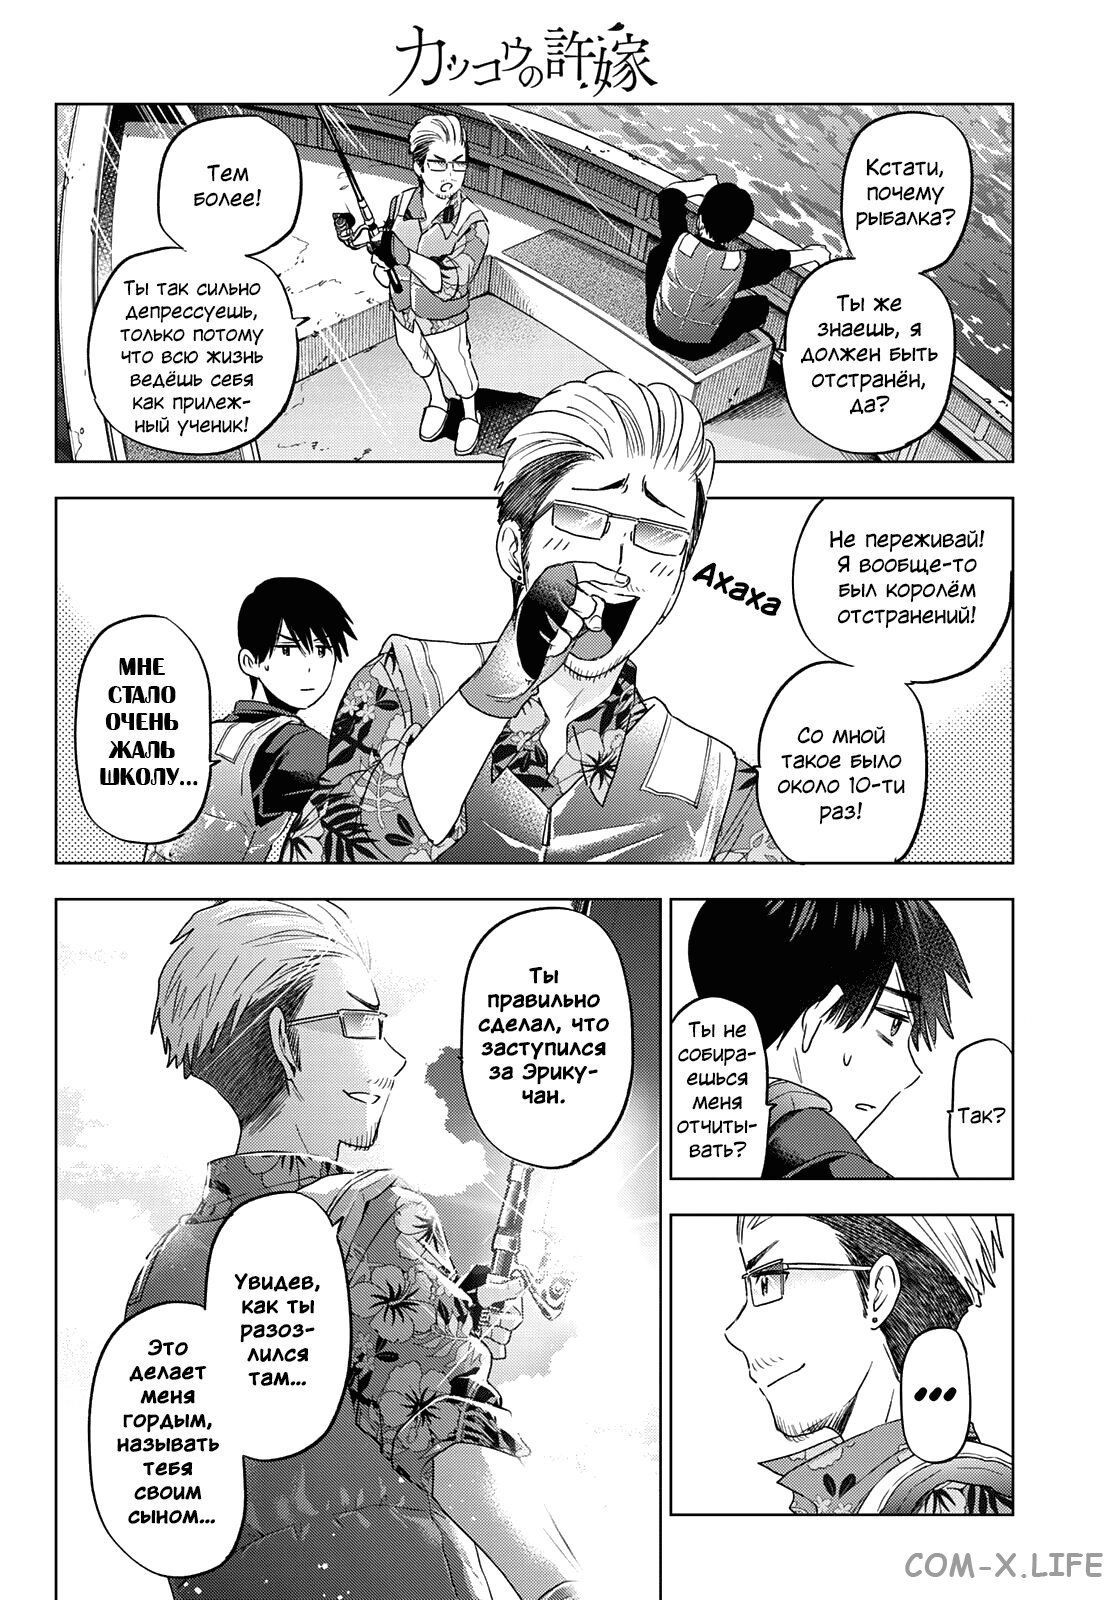 カッコウの許嫁
Кстати,
почему
рыбалка?
Ты же
знаешь, я
должен быть
отстранён,
да?
Тем
более!
Ты так сильно
депрессуешь,
только потому
что всю жизнь
ведёшь себя
как прилеж-
ный ученик!
Не переживай!
Я вообще-то
был королём
отстранений!
Со мной
такое было
около 10-ти
раз!
Ахаха
МНЕ
СТАЛО
ОЧЕНЬ
ЖАЛЬ
ШКОЛУ...
Так?
Ты не
собира-
ешься
меня
отчиты-
вать?
...
Ты
правильно
сделал, что
заступился
за Эрику-
чан.
Увидев,
как ты
разоз-
лился
там...
Это
делает
меня
гордым,
называть
тебя
своим
сыном...
COM-X.LIFE